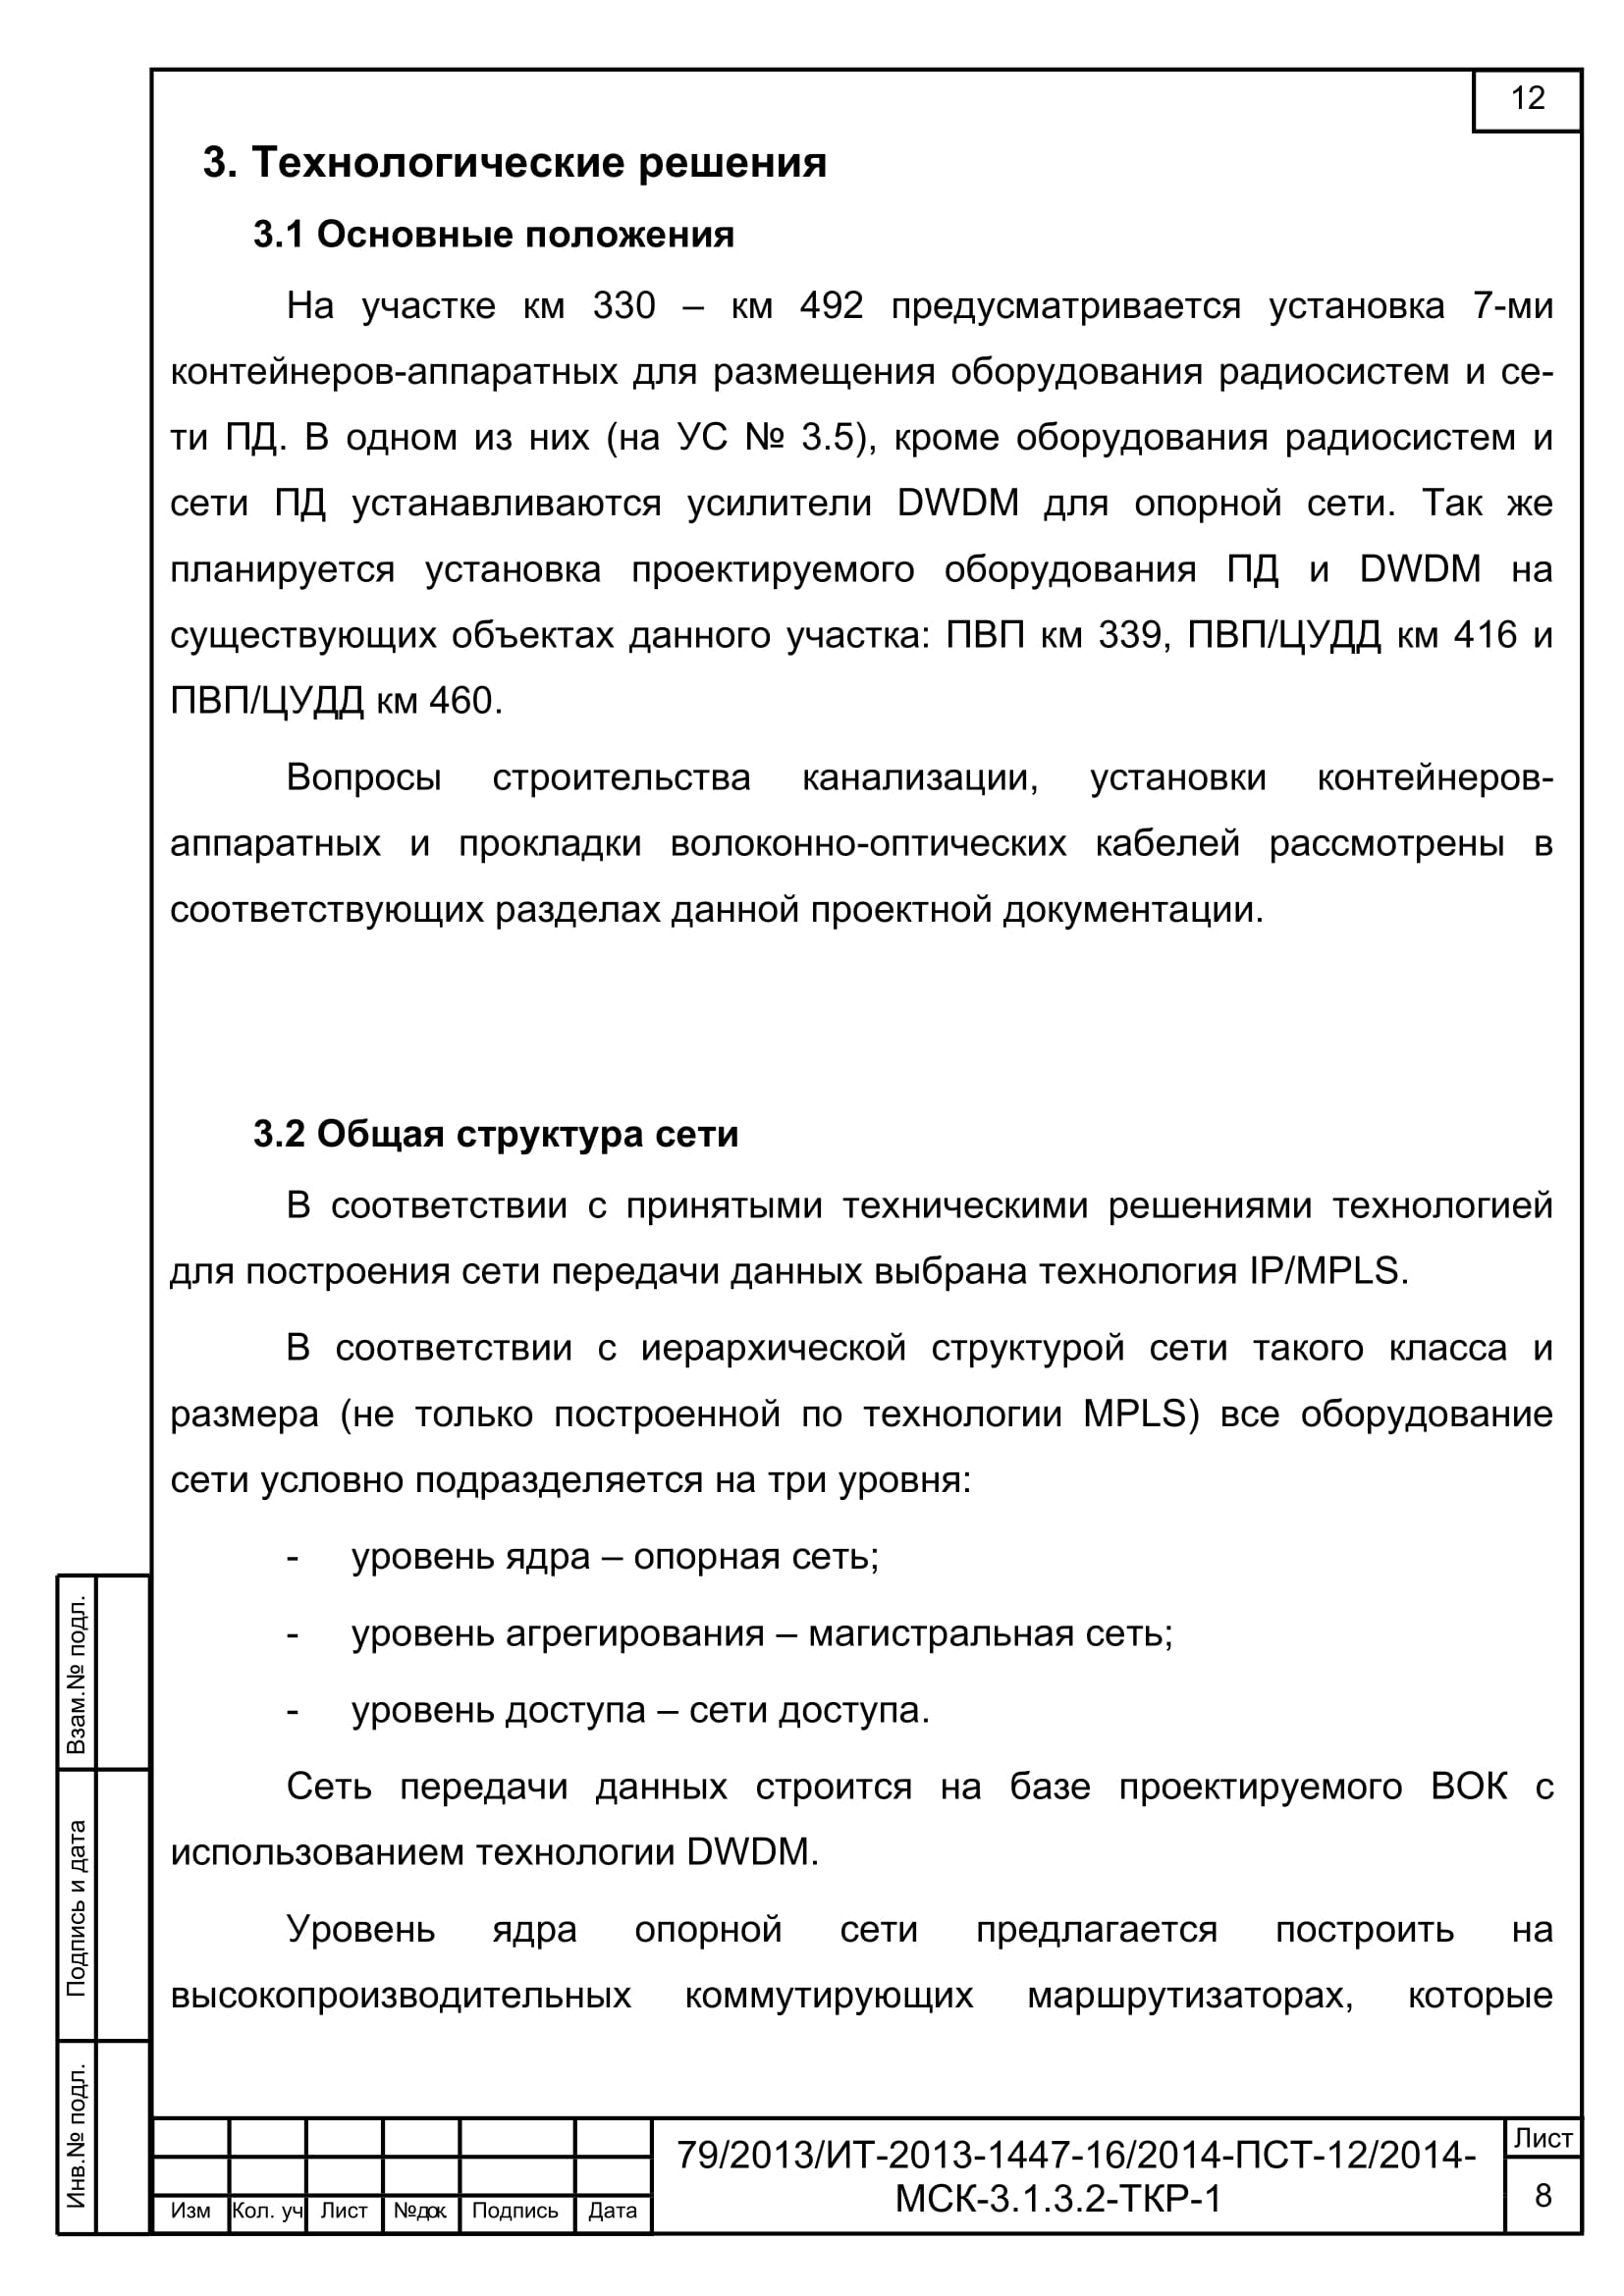 12
3. Технологические решения
3.1 Основные положения
На участке км 330 – км 492 предусматривается установка 7-ми
контейнеров-аппаратных для размещения оборудования радиосистем и се-
ти ПД. В одном из них (на УС № 3.5), кроме оборудования радиосистем и
сети ПД устанавливаются усилители DWDM для опорной сети. Так же
планируется установка проектируемого оборудования ПД и DWDM на
существующих объектах данного участка: ПВП км 339, ПВП/ЦУДД км 416 и
ПВП/ЦУДД км 460.
Вопросы строительства канализации, установки контейнеров-
аппаратных и прокладки волоконно-оптических кабелей рассмотрены в
соответствующих разделах данной проектной документации.
3.2 Общая структура сети
В соответствии с принятыми техническими решениями технологией
для построения сети передачи данных выбрана технология IP/MPLS.
В соответствии с иерархической структурой сети такого класса и
размера (не только построенной по технологии MPLS) все оборудование
сети условно подразделяется на три уровня:
- уровень ядра – опорная сеть;
- уровень агрегирования – магистральная сеть;
- уровень доступа – сети доступа.
Сеть передачи данных строится на базе проектируемого ВОК с
использованием технологии DWDM.
Уровень ядра опорной сети предлагается построить на
высокопроизводительных коммутирующих маршрутизаторах, которые
Взам.№ подл.
Подпись и дата
Инв.№ подл.
Изм Кол. уч Лист №док. Подпись Дата
79/2013/ИТ-2013-1447-16/2014-ПСТ-12/2014-
МСК-3.1.3.2-ТКР-1
Лист
8